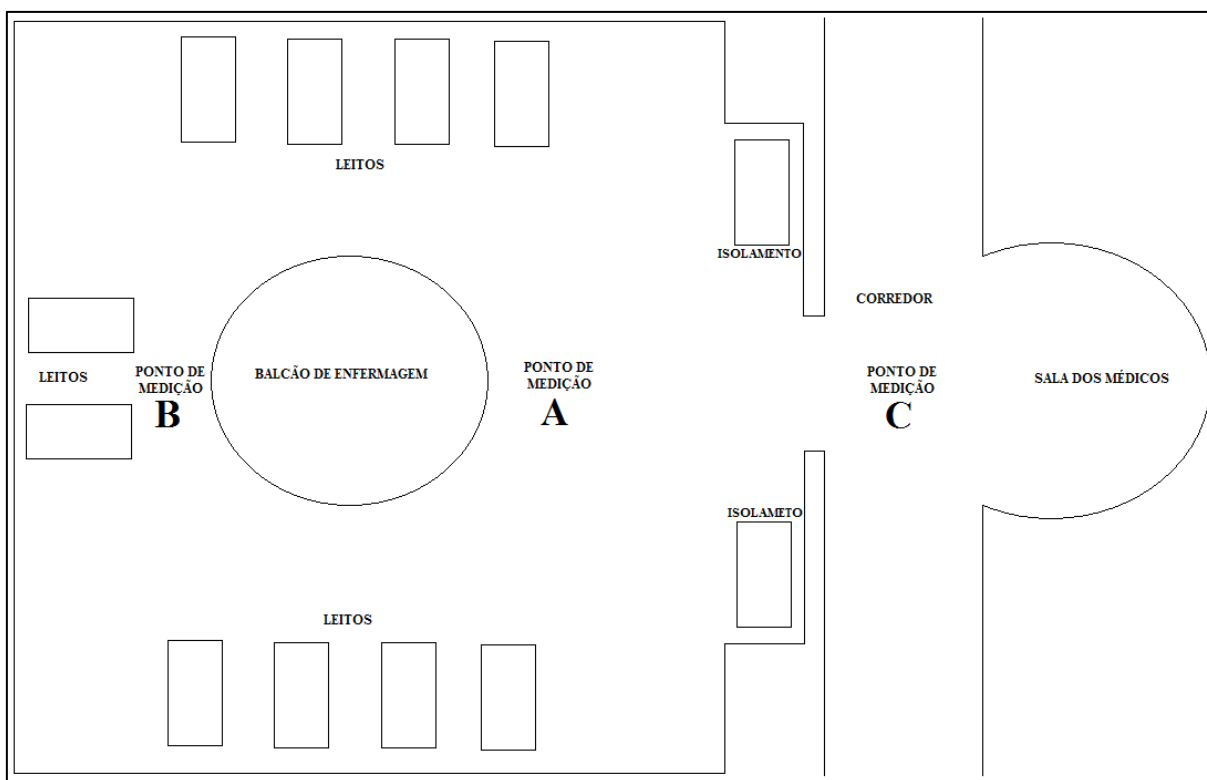 LEITOS
ISOLAMENTO
CORREDOR
LEITOS
PONTO DE
MEDIÇÃO
B
BALCÃO DE ENFERMAGEM
PONTO DE
MEDIÇÃO
A
PONTO DE
MEDIÇÃO
C
SALA DOS MÉDICOS
ISOLAMETO
LEITOS